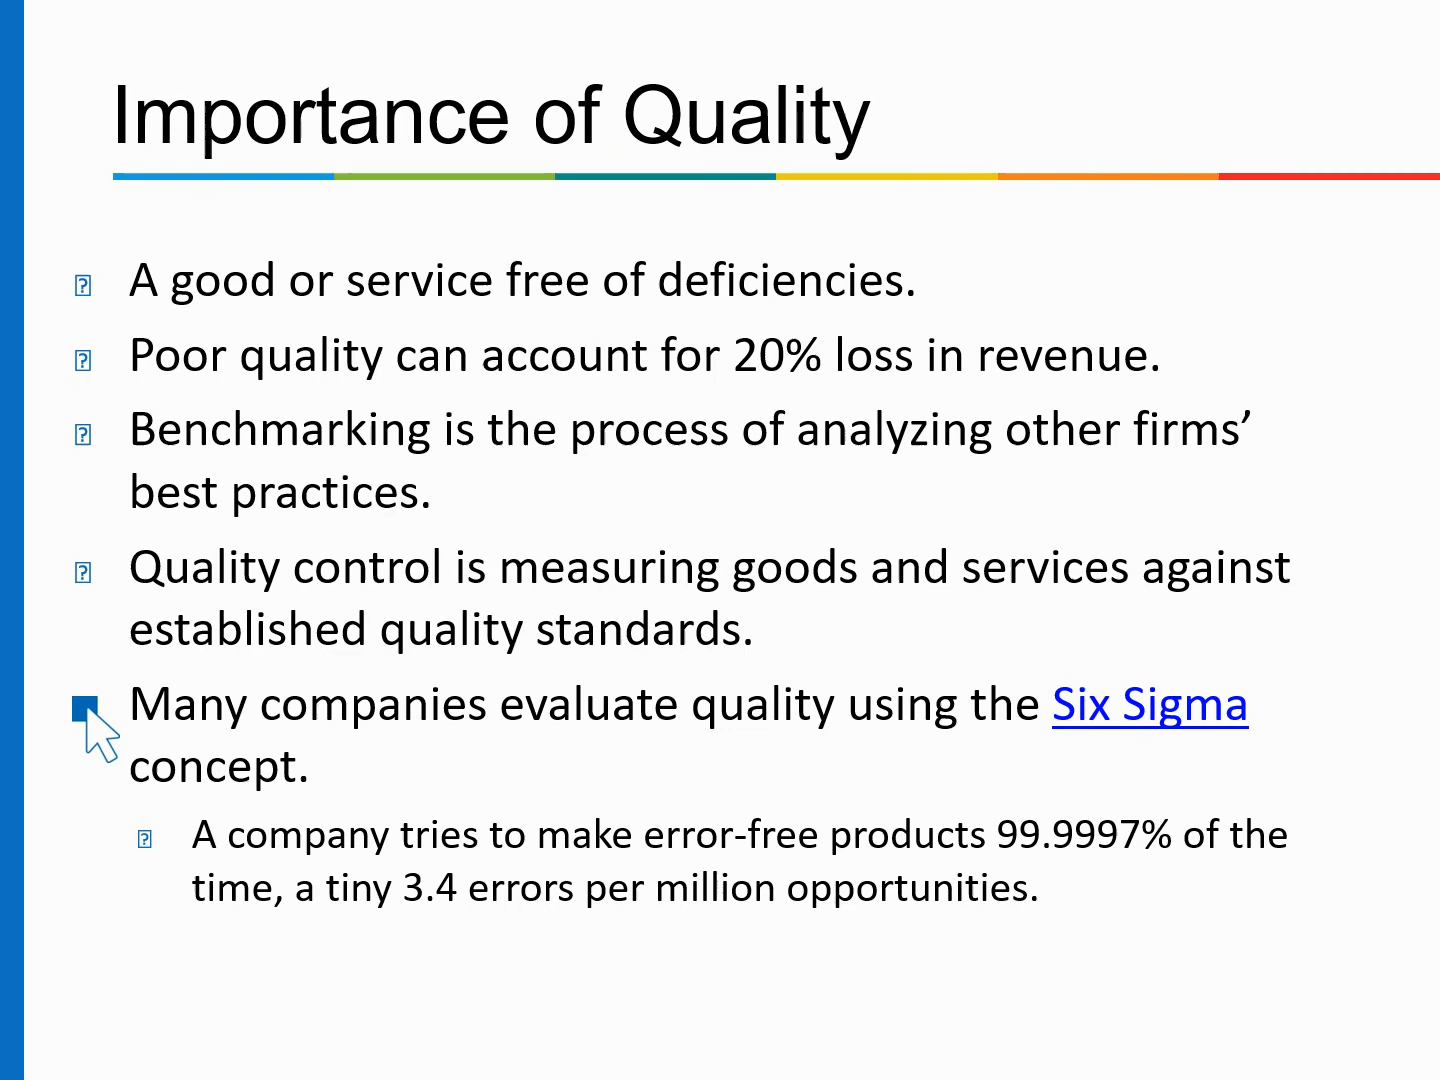 Importance of Quality
A good or service free of deficiencies.
Poor quality can account for 20% loss in revenue.
Benchmarking is the process of analyzing other firms’
best practices.
Quality control is measuring goods and services against
established quality standards.
Many companies evaluate quality using the Six Sigma
concept.
A company tries to make error-free products 99.9997% of the
time, a tiny 3.4 errors per million opportunities.